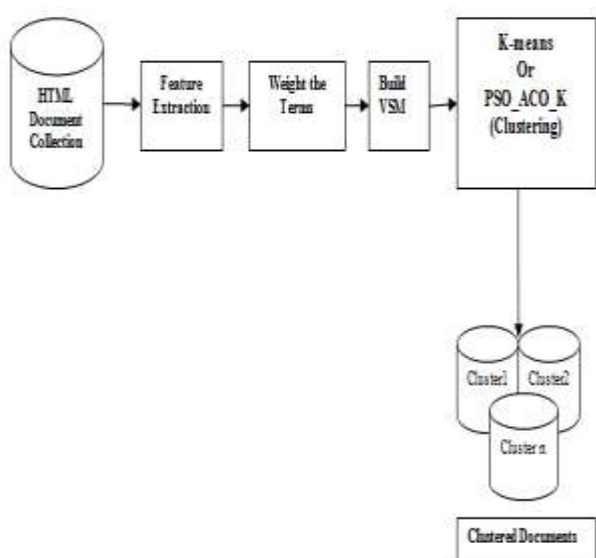 HTML
Document
Collection
Feature
Extraction
Weight the
Terms
Build
VSM
K-means
Or
PSO_ACO_K
(Clustering)
Cluster1
Cluster2
Cluster n
Clustered Documents